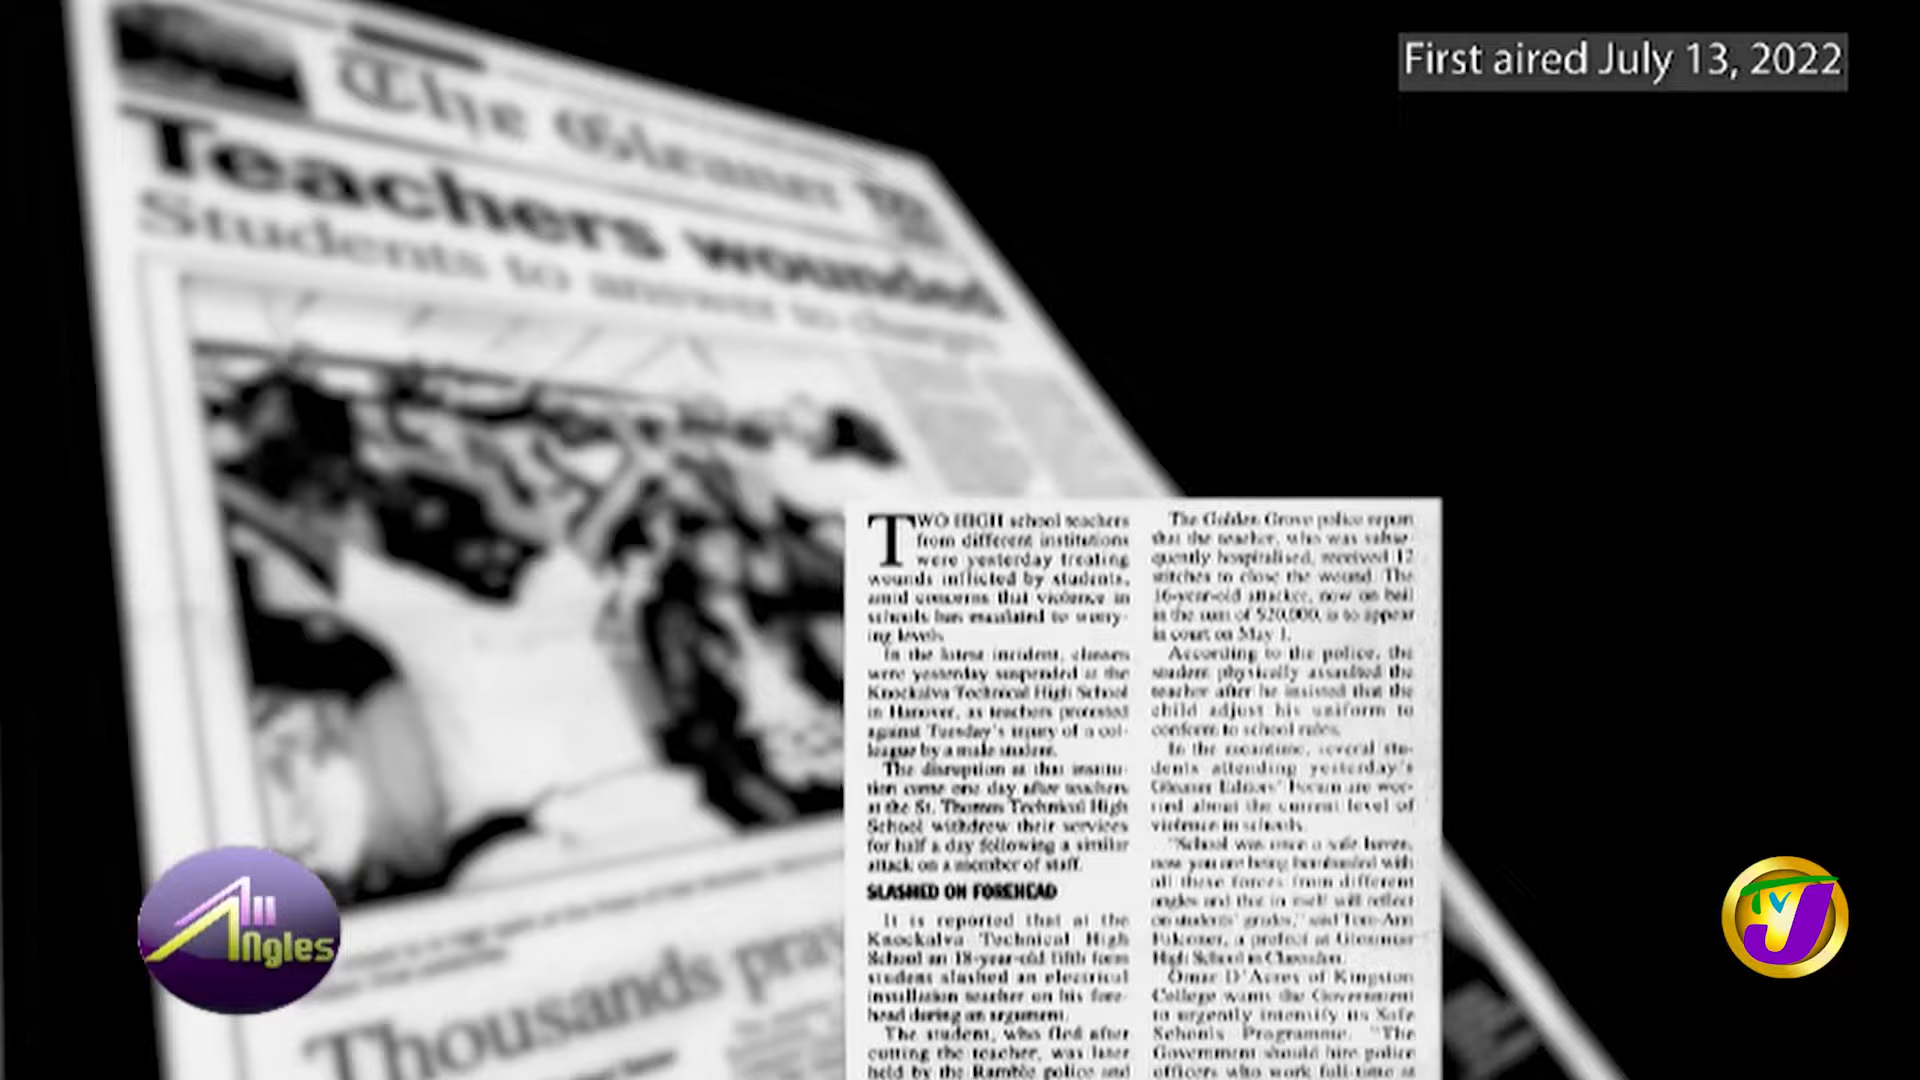 First aired July 13, 2022
The Gleaner
Teachers wounded
Students to answer to charges
TWO HIGH school teachers
from different institutions
were yesterday treating
wounds inflicted by students,
amid concerns that violence in
schools has escalated to worry-
ing levels.
In the latest incident, classes
were yesterday suspended at the
Knockalva Technical High School
in Hanover, as teachers protested
against Tuesday's injury of a col-
league by a male student.
The disruption at that institu-
tion came one day after teachers
at the St. Thomas Technical High
School withdrew their services
for half a day following a similar
attack on a member of staff.
SLASHED ON FOREHEAD
It is reported that at the
Knockalva Technical High
School an 18-year-old fifth form
student slashed an electrical
installation teacher on his fore-
head during an argument.
The student, who fled after
cutting the teacher, was later
held by the Ramble police and
The Golden Grove police report
that the teacher, who was subse-
quently hospitalised, received 12
stitches to close the wound. The
16-year-old attacker, now on bail
in the sum of $20,000, is to appear
in court on May 1.
According to the police, the
student physically assaulted the
teacher after he insisted that the
child adjust his uniform to
conform to school rules.
In the meantime, several stu-
dents attending yesterday's
Gleaner Editors' Forum are wor-
ried about the current level of
violence in schools.
"School was once a safe haven,
now you are being bombarded with
all these forces from different
angles and that in itself will reflect
on students' grades," said
Falconer, a prefect at Glenmuir
High School in Clarendon.
Omar D'Acres of Kingston
College wants the Government
to urgently intensify its Safe
Schools Programme. "The
Government should hire police
officers who work full-time at
Thousands pray
All Angles
TVJ